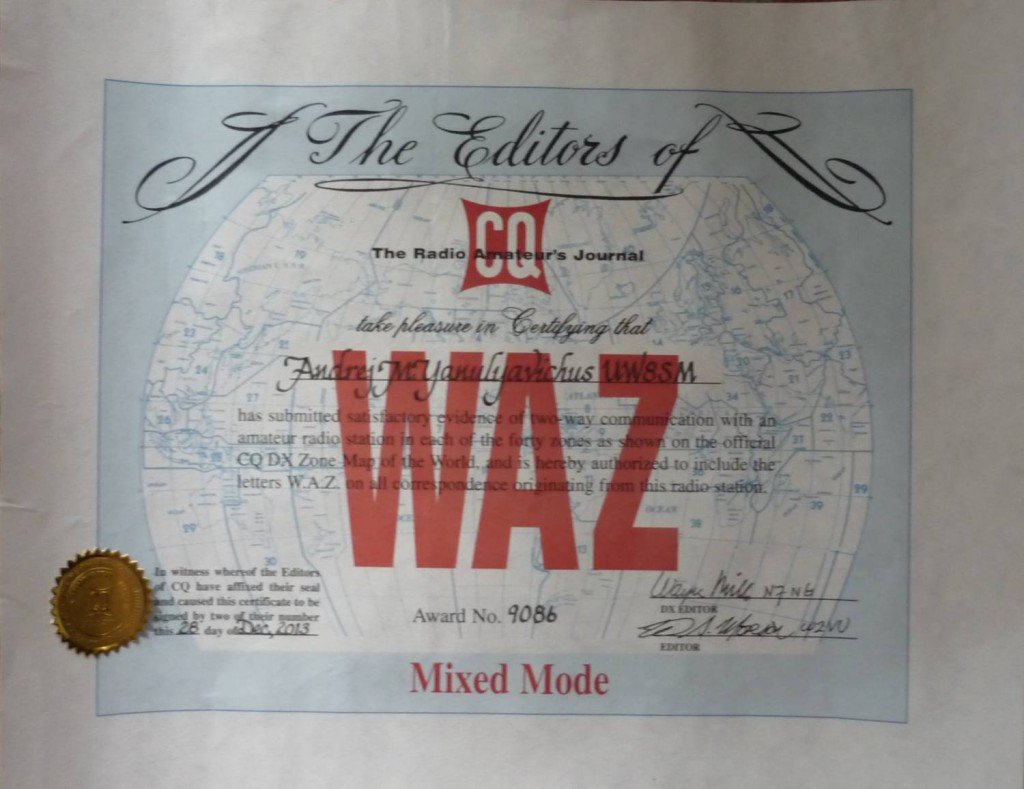 The Editors of
CQ
The Radio Amateur's Journal
take pleasure in Certifying that
Andrej M. Yanulyavichus UW8SM
WAZ
has submitted satisfactory evidence of two-way communication with an
amateur radio station in each of the forty zones as shown on the official
CQ DX Zone Map of the World, and is hereby authorized to include the
letters W.A.Z. on all correspondence originating from this radio station.
In witness whereof the Editors
of CQ have affixed their seal
and caused this certificate to be
signed by two of their number
this 28 day of Dec, 2013
Award No. 9086
Wayne Mills N7NG
DX EDITOR
W2VU
EDITOR
Mixed Mode